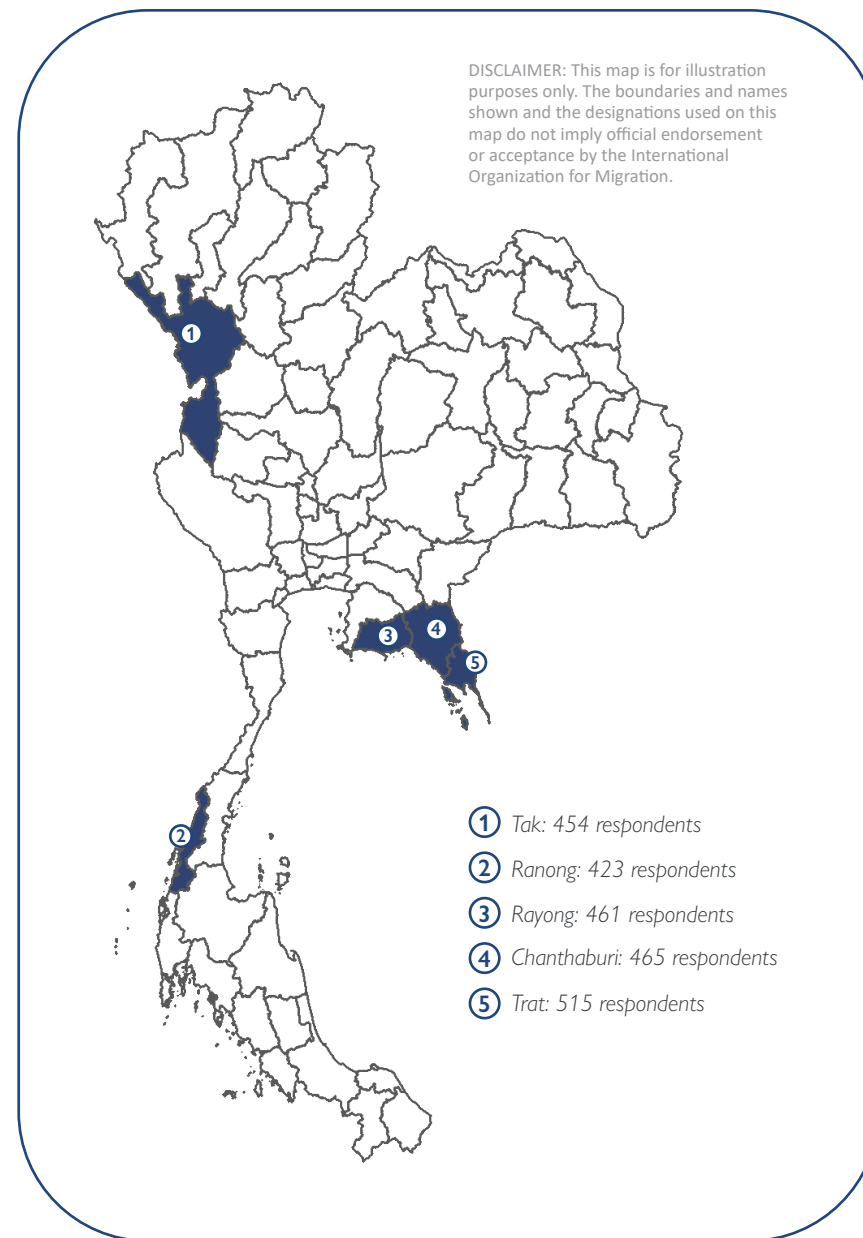 DISCLAIMER: This map is for illustration
purposes only. The boundaries and names
shown and the designations used on this
map do not imply official endorsement
or acceptance by the International
Organization for Migration.
1
3
4
5
2
1 Tak: 454 respondents
2 Ranong: 423 respondents
3 Rayong: 461 respondents
4 Chanthaburi: 465 respondents
5 Trat: 515 respondents